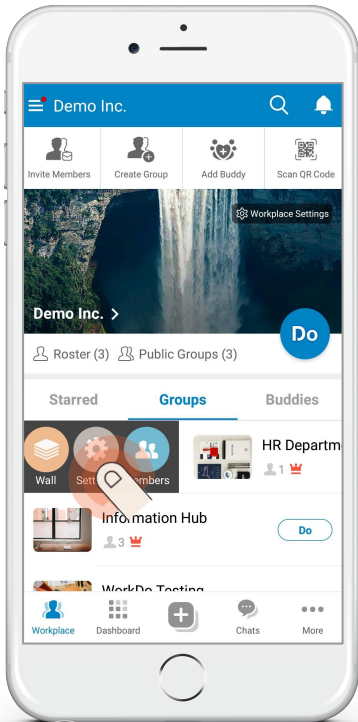 Demo Inc.
Invite Members
Create Group
Add Buddy
Scan QR Code
Workplace Settings
Demo Inc. >
Do
Roster (3) Public Groups (3)
Starred Groups Buddies
Wall
HR Departm
1
Information Hub
3
Do
WorkDo Testing
Workplace
Dashboard
Chats
More